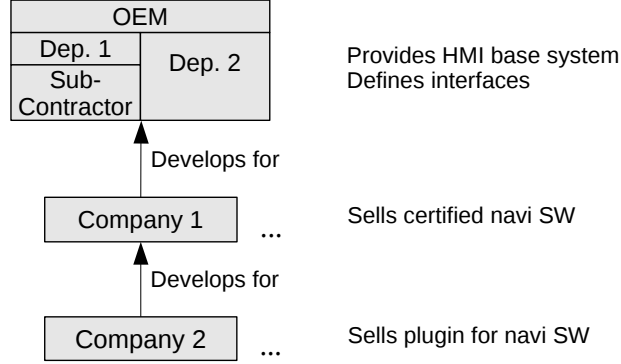 OEM
Dep. 1
Dep. 2
Sub-
Contractor
Provides HMI base system
Defines interfaces
Develops for
Company 1
...
Sells certified navi SW
Develops for
Company 2
...
Sells plugin for navi SW